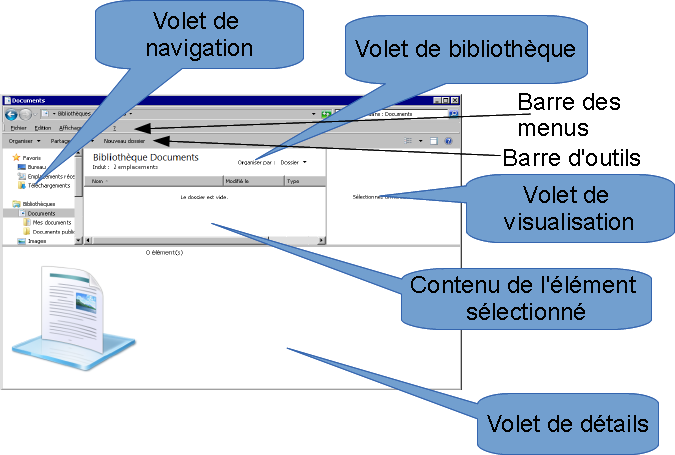 Volet de
navigation
Volet de bibliothèque
Documents
Bibliothèques
: Documents
Barre des
menus
Fichier Edition Affichage ?
Organiser Partager Nouveau dossier
Barre d'outils
Favoris
Bureau
Emplacements réce
Téléchargements
Bibliothèques
Documents
Mes documents
Documents public
Images
Bibliothèque Documents
Inclut : 2 emplacements
Organiser par : Dossier
Nom Modifié le Type
Le dossier est vide.
Sélectionnez
Volet de
visualisation
0 élément(s)
Contenu de l'élément
sélectionné
Volet de détails